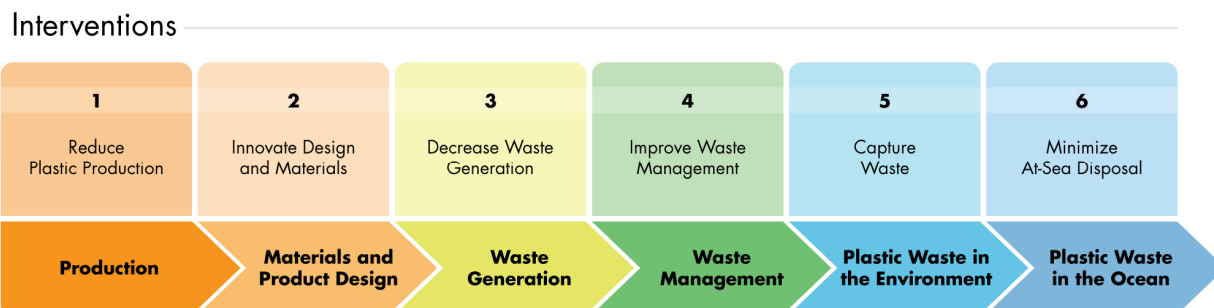 Interventions
1
Reduce
Plastic Production
2
Innovate Design
and Materials
3
Decrease Waste
Generation
4
Improve Waste
Management
5
Capture
Waste
6
Minimize
At-Sea Disposal
Production
Materials and
Product Design
Waste
Generation
Waste
Management
Plastic Waste in
the Environment
Plastic Waste
in the Ocean